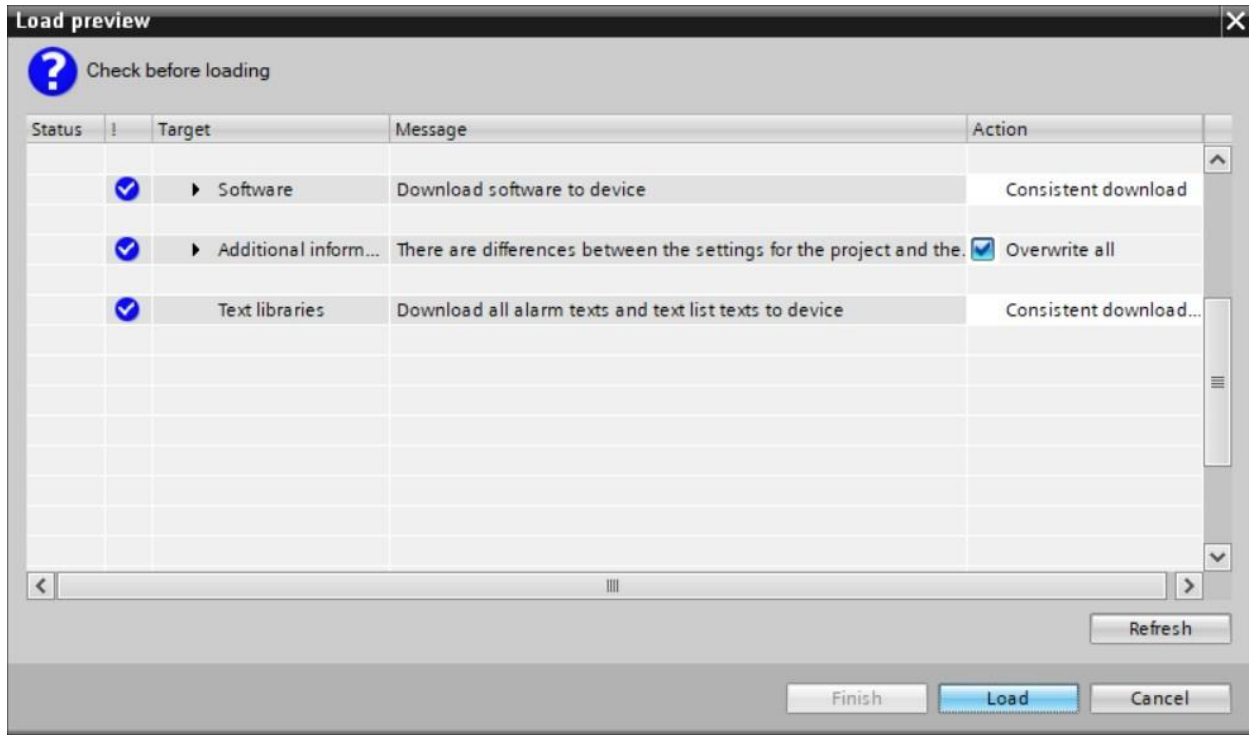 Load preview
Check before loading
Status ! Target Message Action
Software Download software to device Consistent download
Additional inform... There are differences between the settings for the project and the. Overwrite all
Text libraries Download all alarm texts and text list texts to device Consistent download...
Refresh
Finish Load Cancel